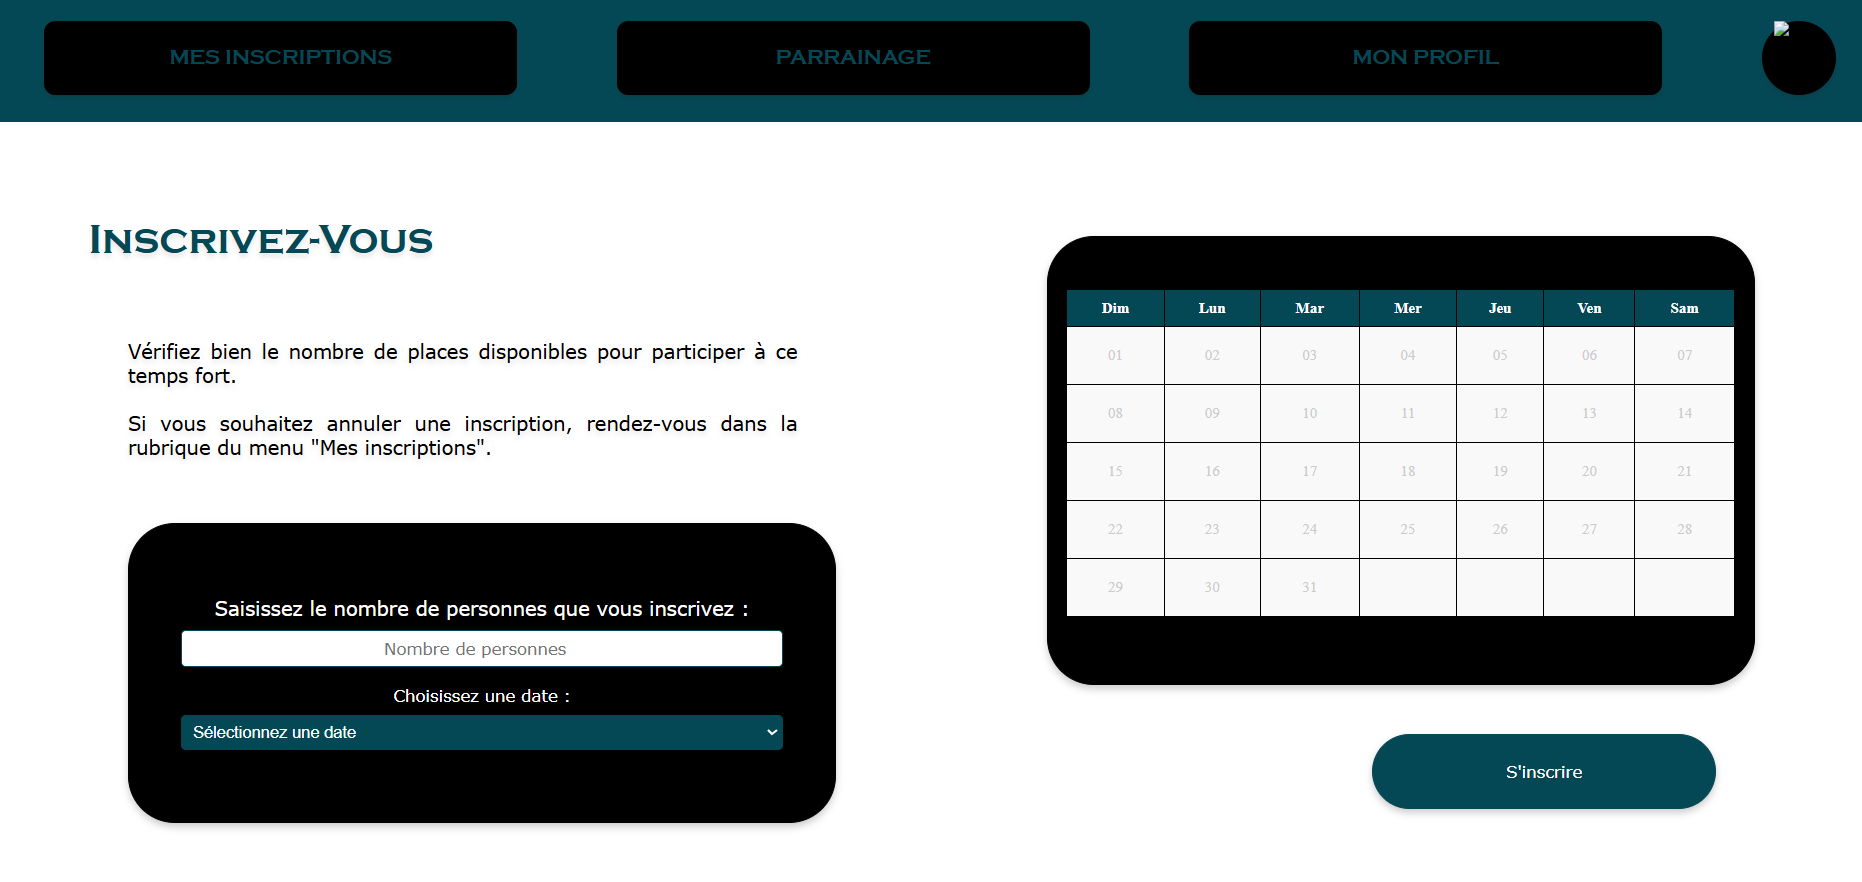 MES INSCRIPTIONS
PARRAINAGE
MON PROFIL
Inscrivez-Vous
Vérifiez bien le nombre de places disponibles pour participer à ce
temps fort.
Si vous souhaitez annuler une inscription, rendez-vous dans la
rubrique du menu "Mes inscriptions".
Saisissez le nombre de personnes que vous inscrivez :
Nombre de personnes
Choisissez une date :
Sélectionnez une date
Dim Lun Mar Mer Jeu Ven Sam
01 02 03 04 05 06 07
08 09 10 11 12 13 14
15 16 17 18 19 20 21
22 23 24 25 26 27 28
29 30 31
S'inscrire